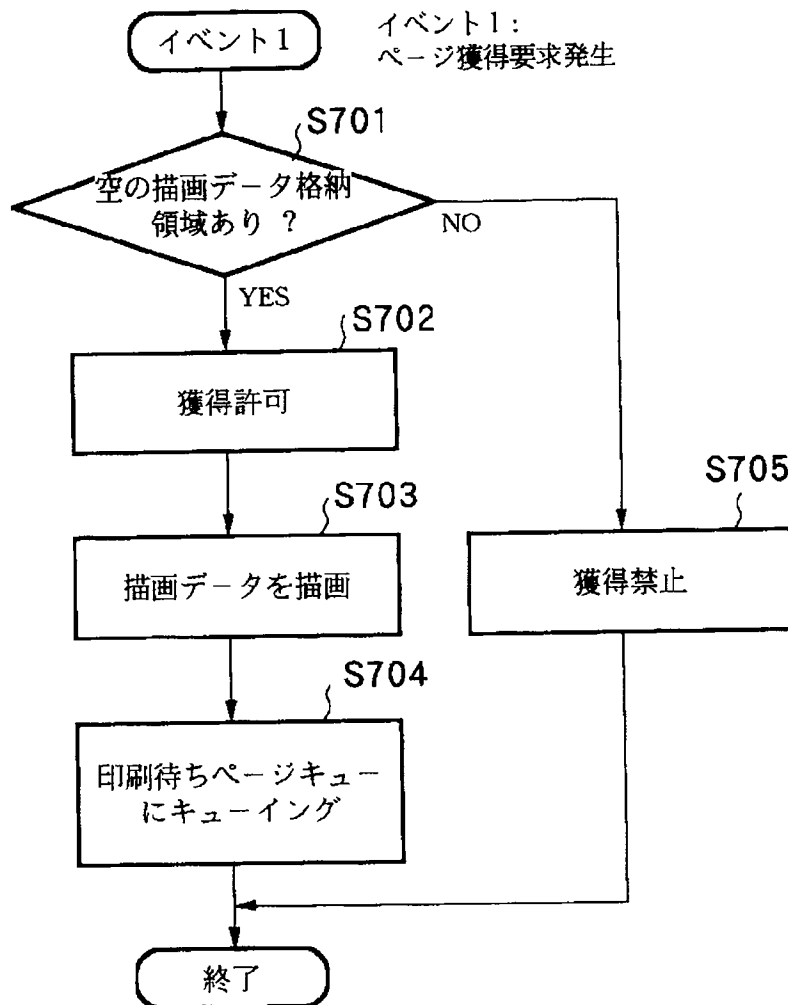 イベント1
イベント1：
ページ獲得要求発生
S701
空の描画データ格納
領域あり ？
NO
YES
S702
獲得許可
S703
描画データを描画
S705
獲得禁止
S704
印刷待ちページキュー
にキューイング
終了